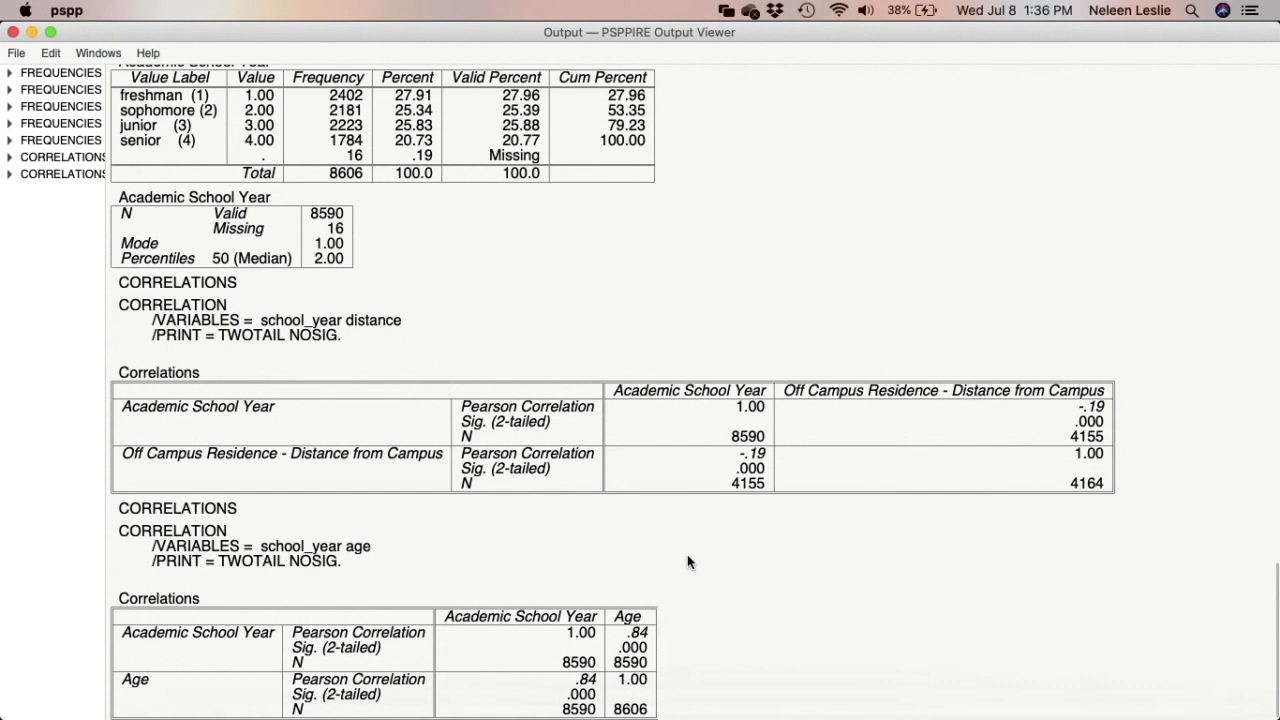 pspp 38% Wed Jul 8 1:36 PM Neleen Leslie
Output — PSPPIRE Output Viewer
File Edit Windows Help
FREQUENCIES
FREQUENCIES
FREQUENCIES
FREQUENCIES
FREQUENCIES
CORRELATIONS
CORRELATIONS
Academic School Year
Value Label Value Frequency Percent Valid Percent Cum Percent
freshman (1) 1.00 2402 27.91 27.96 27.96
sophomore (2) 2.00 2181 25.34 25.39 53.35
junior (3) 3.00 2223 25.83 25.88 79.23
senior (4) 4.00 1784 20.73 20.77 100.00
. 16 .19 Missing
Total 8606 100.0 100.0
Academic School Year
N Valid 8590
Missing 16
Mode 1.00
Percentiles 50 (Median) 2.00
CORRELATIONS
CORRELATION
/VARIABLES = school_year distance
/PRINT = TWOTAIL NOSIG.
Correlations
Academic School Year Off Campus Residence - Distance from Campus
Academic School Year Pearson Correlation 1.00 -.19
Sig. (2-tailed) .000
N 8590 4155
Off Campus Residence - Distance from Campus Pearson Correlation -.19 1.00
Sig. (2-tailed) .000
N 4155 4164
CORRELATIONS
CORRELATION
/VARIABLES = school_year age
/PRINT = TWOTAIL NOSIG.
Correlations
Academic School Year Age
Academic School Year Pearson Correlation 1.00 .84
Sig. (2-tailed) .000
N 8590 8590
Age Pearson Correlation .84 1.00
Sig. (2-tailed) .000
N 8590 8606